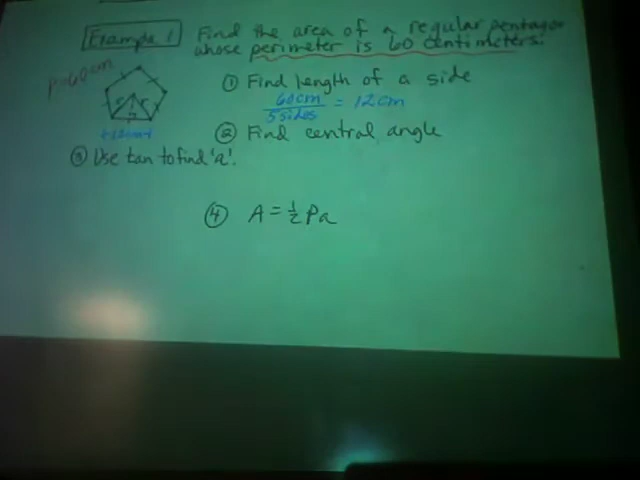 Example 1 Find the area of a regular pentagon
whose perimeter is 60 centimeters.
P=60cm
① Find length of a side
60cm / 5 sides = 12cm
r r
a
12cm
② Find central angle
③ Use tan to find 'a'.
④ A = ½Pa